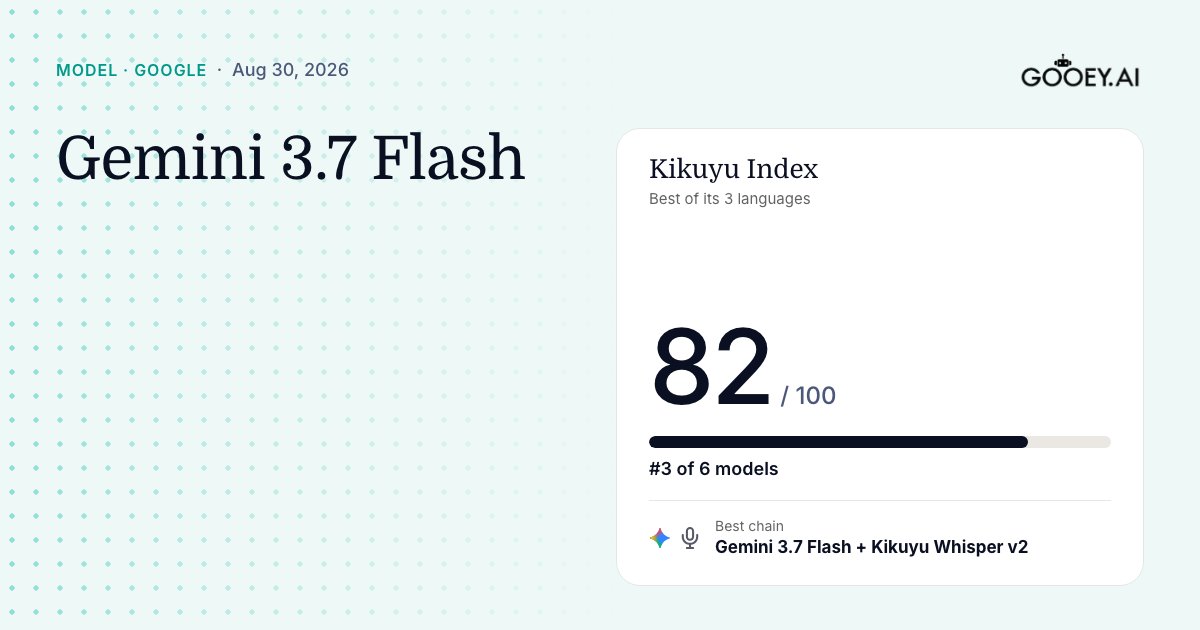 MODEL · GOOGLE · Aug 30, 2026
GOOEY.AI
Gemini 3.7 Flash
Kikuyu Index
Best of its 3 languages
82 / 100
#3 of 6 models
Best chain
Gemini 3.7 Flash + Kikuyu Whisper v2